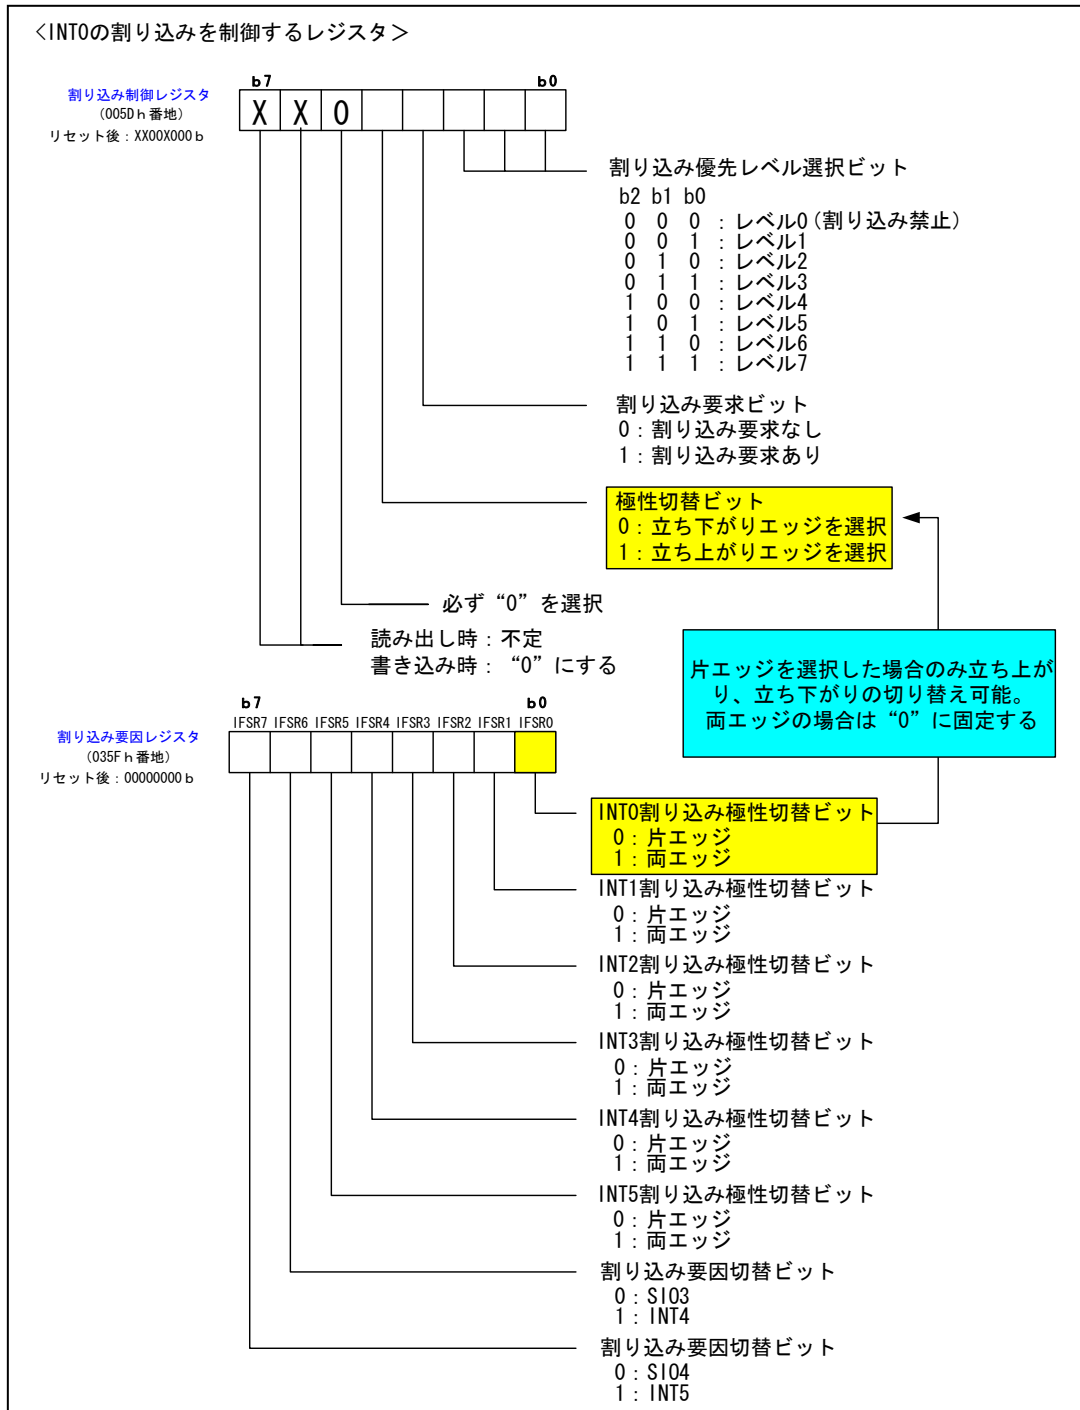 <INT0の割り込みを制御するレジスタ>
b7 b0
割り込み制御レジスタ
(005Dh番地)
リセット後：XX00X000b
X X 0
割り込み優先レベル選択ビット
b2 b1 b0
0 0 0 ：レベル0(割り込み禁止)
0 0 1 ：レベル1
0 1 0 ：レベル2
0 1 1 ：レベル3
1 0 0 ：レベル4
1 0 1 ：レベル5
1 1 0 ：レベル6
1 1 1 ：レベル7
割り込み要求ビット
0：割り込み要求なし
1：割り込み要求あり
極性切替ビット
0：立ち下がりエッジを選択
1：立ち上がりエッジを選択
必ず“0”を選択
読み出し時：不定
書き込み時：“0”にする
片エッジを選択した場合のみ立ち上が
り、立ち下がりの切り替え可能。
両エッジの場合は“0”に固定する
b7 b0
IFSR7 IFSR6 IFSR5 IFSR4 IFSR3 IFSR2 IFSR1 IFSR0
割り込み要因レジスタ
(035Fh番地)
リセット後：00000000b
INT0割り込み極性切替ビット
0：片エッジ
1：両エッジ
INT1割り込み極性切替ビット
0：片エッジ
1：両エッジ
INT2割り込み極性切替ビット
0：片エッジ
1：両エッジ
INT3割り込み極性切替ビット
0：片エッジ
1：両エッジ
INT4割り込み極性切替ビット
0：片エッジ
1：両エッジ
INT5割り込み極性切替ビット
0：片エッジ
1：両エッジ
割り込み要因切替ビット
0：SIO3
1：INT4
割り込み要因切替ビット
0：SIO4
1：INT5